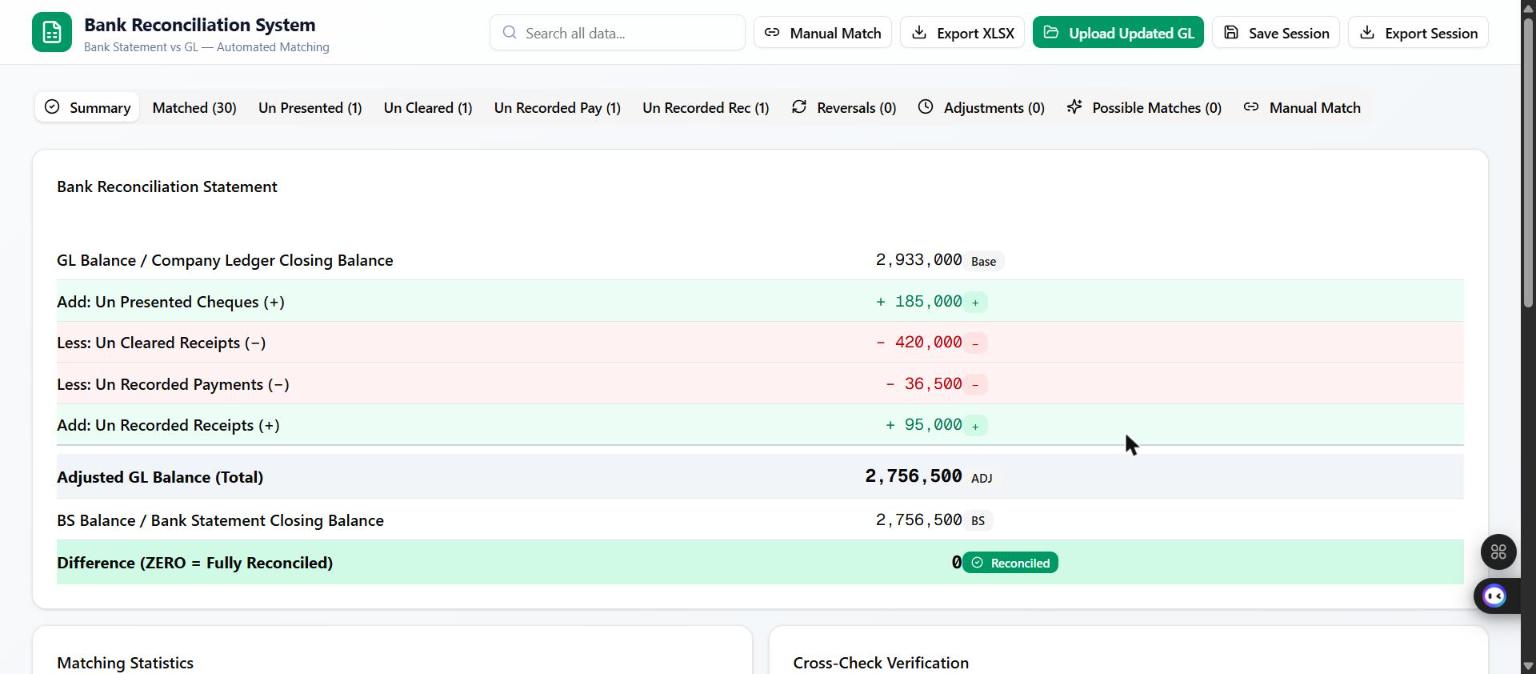 Bank Reconciliation System
Bank Statement vs GL — Automated Matching
Search all data...
Manual Match
Export XLSX
Upload Updated GL
Save Session
Export Session
Summary
Matched (30)
Un Presented (1)
Un Cleared (1)
Un Recorded Pay (1)
Un Recorded Rec (1)
Reversals (0)
Adjustments (0)
Possible Matches (0)
Manual Match
Bank Reconciliation Statement
GL Balance / Company Ledger Closing Balance 2,933,000 Base
Add: Un Presented Cheques (+) + 185,000 +
Less: Un Cleared Receipts (−) − 420,000 −
Less: Un Recorded Payments (−) − 36,500 −
Add: Un Recorded Receipts (+) + 95,000 +
Adjusted GL Balance (Total) 2,756,500 ADJ
BS Balance / Bank Statement Closing Balance 2,756,500 BS
Difference (ZERO = Fully Reconciled) 0 Reconciled
Matching Statistics
Cross-Check Verification